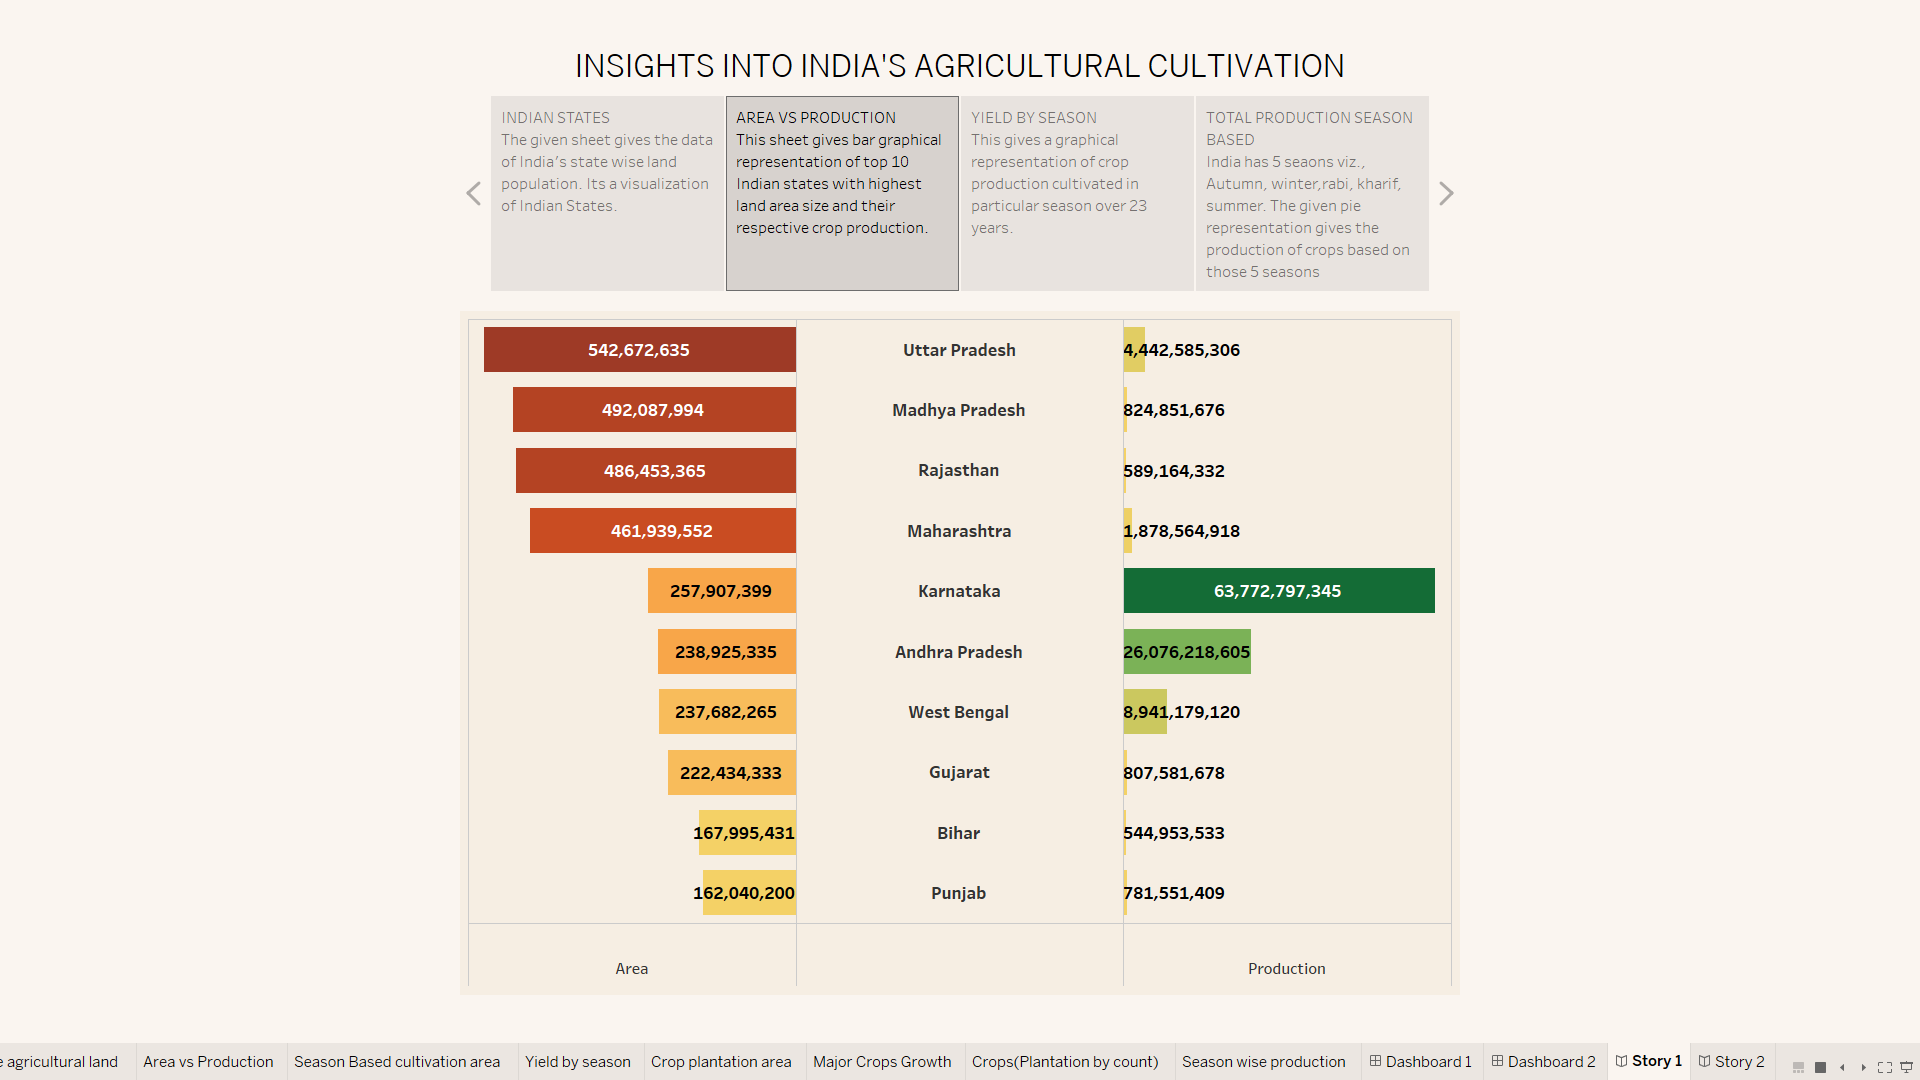 INSIGHTS INTO INDIA'S AGRICULTURAL CULTIVATION
INDIAN STATES
The given sheet gives the data
of India's state wise land
population. Its a visualization
of Indian States.
AREA VS PRODUCTION
This sheet gives bar graphical
representation of top 10
Indian states with highest
land area size and their
respective crop production.
YIELD BY SEASON
This gives a graphical
representation of crop
production cultivated in
particular season over 23
years.
TOTAL PRODUCTION SEASON
BASED
India has 5 seaons viz.,
Autumn, winter,rabi, kharif,
summer. The given pie
representation gives the
production of crops based on
those 5 seasons
542,672,635 Uttar Pradesh 4,442,585,306
492,087,994 Madhya Pradesh 824,851,676
486,453,365 Rajasthan 589,164,332
461,939,552 Maharashtra 1,878,564,918
257,907,399 Karnataka 63,772,797,345
238,925,335 Andhra Pradesh 26,076,218,605
237,682,265 West Bengal 8,941,179,120
222,434,333 Gujarat 807,581,678
167,995,431 Bihar 544,953,533
162,040,200 Punjab 781,551,409
Area Production
e agricultural land Area vs Production Season Based cultivation area Yield by season Crop plantation area Major Crops Growth Crops(Plantation by count) Season wise production Dashboard 1 Dashboard 2 Story 1 Story 2